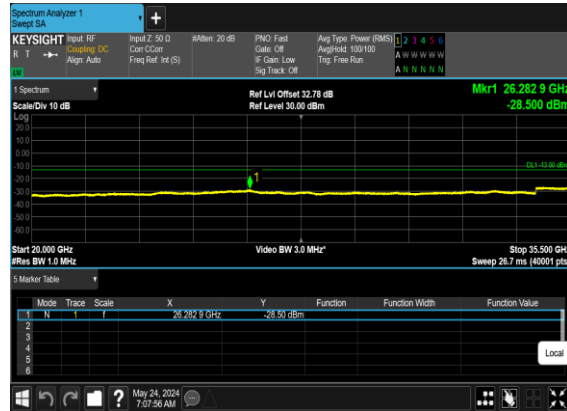 Spectrum Analyzer 1
Swept SA
+
KEYSIGHT Input: RF Input Z: 50 Ω #Atten: 20 dB PNO: Fast Avg Type: Power (RMS) 1 2 3 4 5 6
R T Coupling: DC Corr CCorr Gate: Off Avg|Hold: 100/100 A W W W W W
Align: Auto Freq Ref: Int (S) IF Gain: Low Trig: Free Run
Sig Track: Off A N N N N N
1 Spectrum Ref Lvl Offset 32.78 dB Mkr1 26.282 9 GHz
Scale/Div 10 dB Ref Level 30.00 dBm -28.500 dBm
Log
20.0
10.0
0.00
-10.0 DL1 -13.00 dBm
-20.0 1
-30.0
-40.0
-50.0
-60.0
Start 20.000 GHz Video BW 3.0 MHz* Stop 35.500 GHz
#Res BW 1.0 MHz Sweep 26.7 ms (40001 pts
5 Marker Table
Mode Trace Scale X Y Function Function Width Function Value
1 N 1 f 26.282 9 GHz -28.50 dBm
2
3
4
5
6
Local
? May 24, 2024
7:07:56 AM